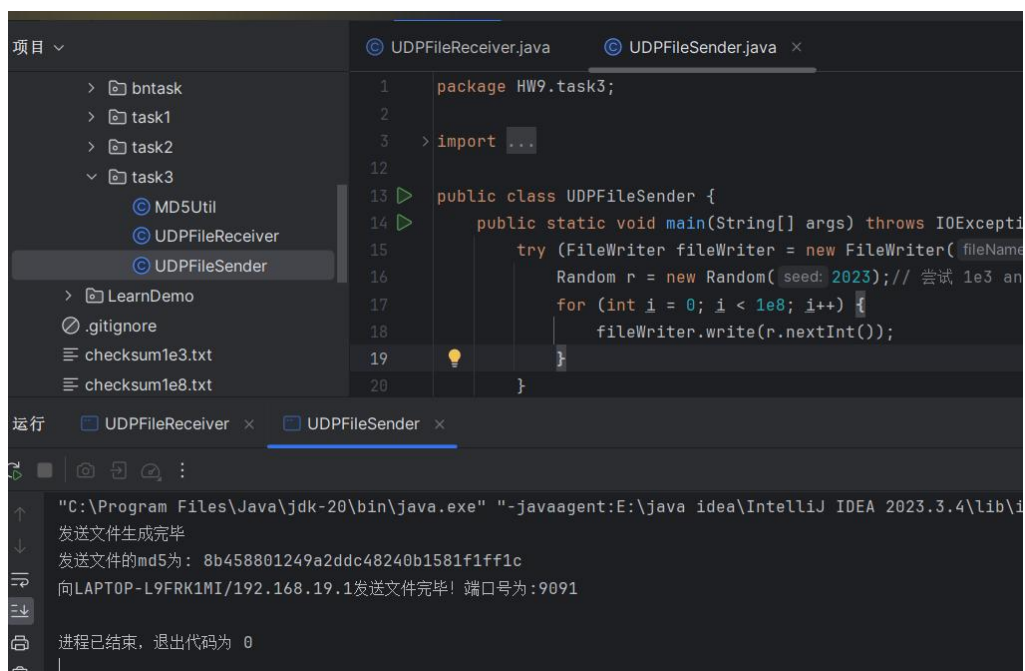 项目
UDPFileReceiver.java
UDPFileSender.java
bntask
task1
task2
task3
MD5Util
UDPFileReceiver
UDPFileSender
LearnDemo
.gitignore
checksum1e3.txt
checksum1e8.txt
1 package HW9.task3;
2
3 import ...
12
13 public class UDPFileSender {
14 public static void main(String[] args) throws IOExcepti
15 try (FileWriter fileWriter = new FileWriter( fileName
16 Random r = new Random( seed: 2023);// 尝试 1e3 an
17 for (int i = 0; i < 1e8; i++) {
18 fileWriter.write(r.nextInt());
19 }
20 }
运行 UDPFileReceiver UDPFileSender
"C:\Program Files\Java\jdk-20\bin\java.exe" "-javaagent:E:\java idea\IntelliJ IDEA 2023.3.4\lib\i
发送文件生成完毕
发送文件的md5为: 8b458801249a2ddc48240b1581f1ff1c
向LAPTOP-L9FRK1MI/192.168.19.1发送文件完毕! 端口号为:9091
进程已结束，退出代码为 0